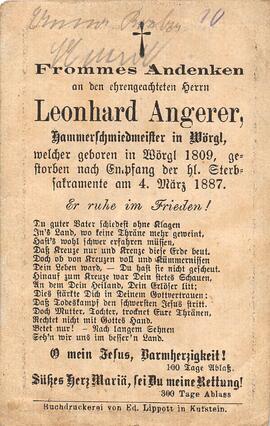 10
Frommes Andenken
an den ehrengeachteten Herrn
Leonhard Angerer,
Hammerschmiedmeister in Wörgl,
welcher geboren in Wörgl 1809, ge-
storben nach Empfang der hl. Sterb-
sakramente am 4. März 1887.
Er ruhe im Frieden!
Du guter Vater schiedest ohne Klagen
In's Land, wo keine Thräne mehr geweint,
Hast's wohl schwer erfahren müssen,
Daß Kreuze nur und Kreuze diese Erde beut.
Doch ob von Kreuzen voll und Kümmernissen
Dein Leben ward, — Du hast sie nicht gescheut.
Hinauf zum Kreuze war Dein stetes Schauen,
An dem Dein Heiland, Dein Erlöser litt;
Dies stärkte Dich in Deinem Gottvertrauen;
Daß Todeskampf den schwersten Jesus stritt.
Doch Mutter, Tochter, trocknet Eure Thränen,
Rechtet nicht mit Gottes Hand.
Betet nur! — Nach langem Sehnen
Seh'n wir uns im besser'n Land.
O mein Jesus, Barmherzigkeit!
100 Tage Ablaß.
Süßes Herz Mariä, sei Du meine Rettung!
300 Tage Ablass
Buchdruckerei von Ed. Lippott in Kufstein.